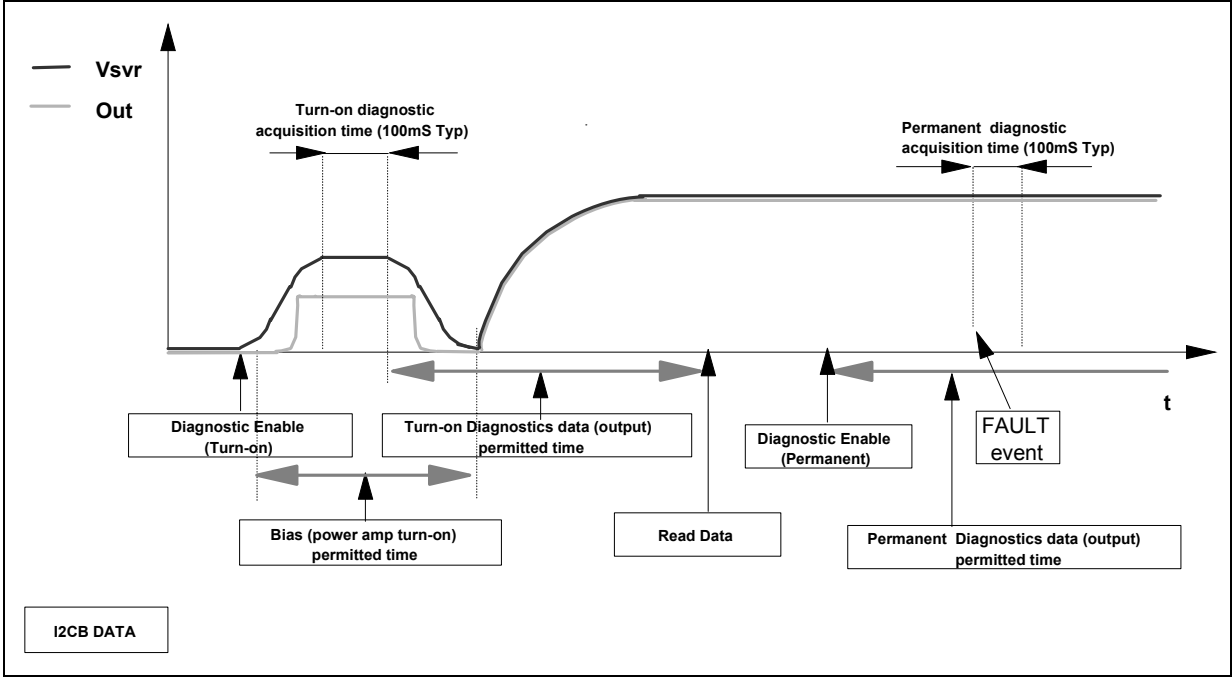 Vsvr
Out
Turn-on diagnostic
acquisition time (100mS Typ)
Permanent diagnostic
acquisition time (100mS Typ)
t
Diagnostic Enable
(Turn-on)
Turn-on Diagnostics data (output)
permitted time
Diagnostic Enable
(Permanent)
FAULT
event
Bias (power amp turn-on)
permitted time
Read Data
Permanent Diagnostics data (output)
permitted time
I2CB DATA